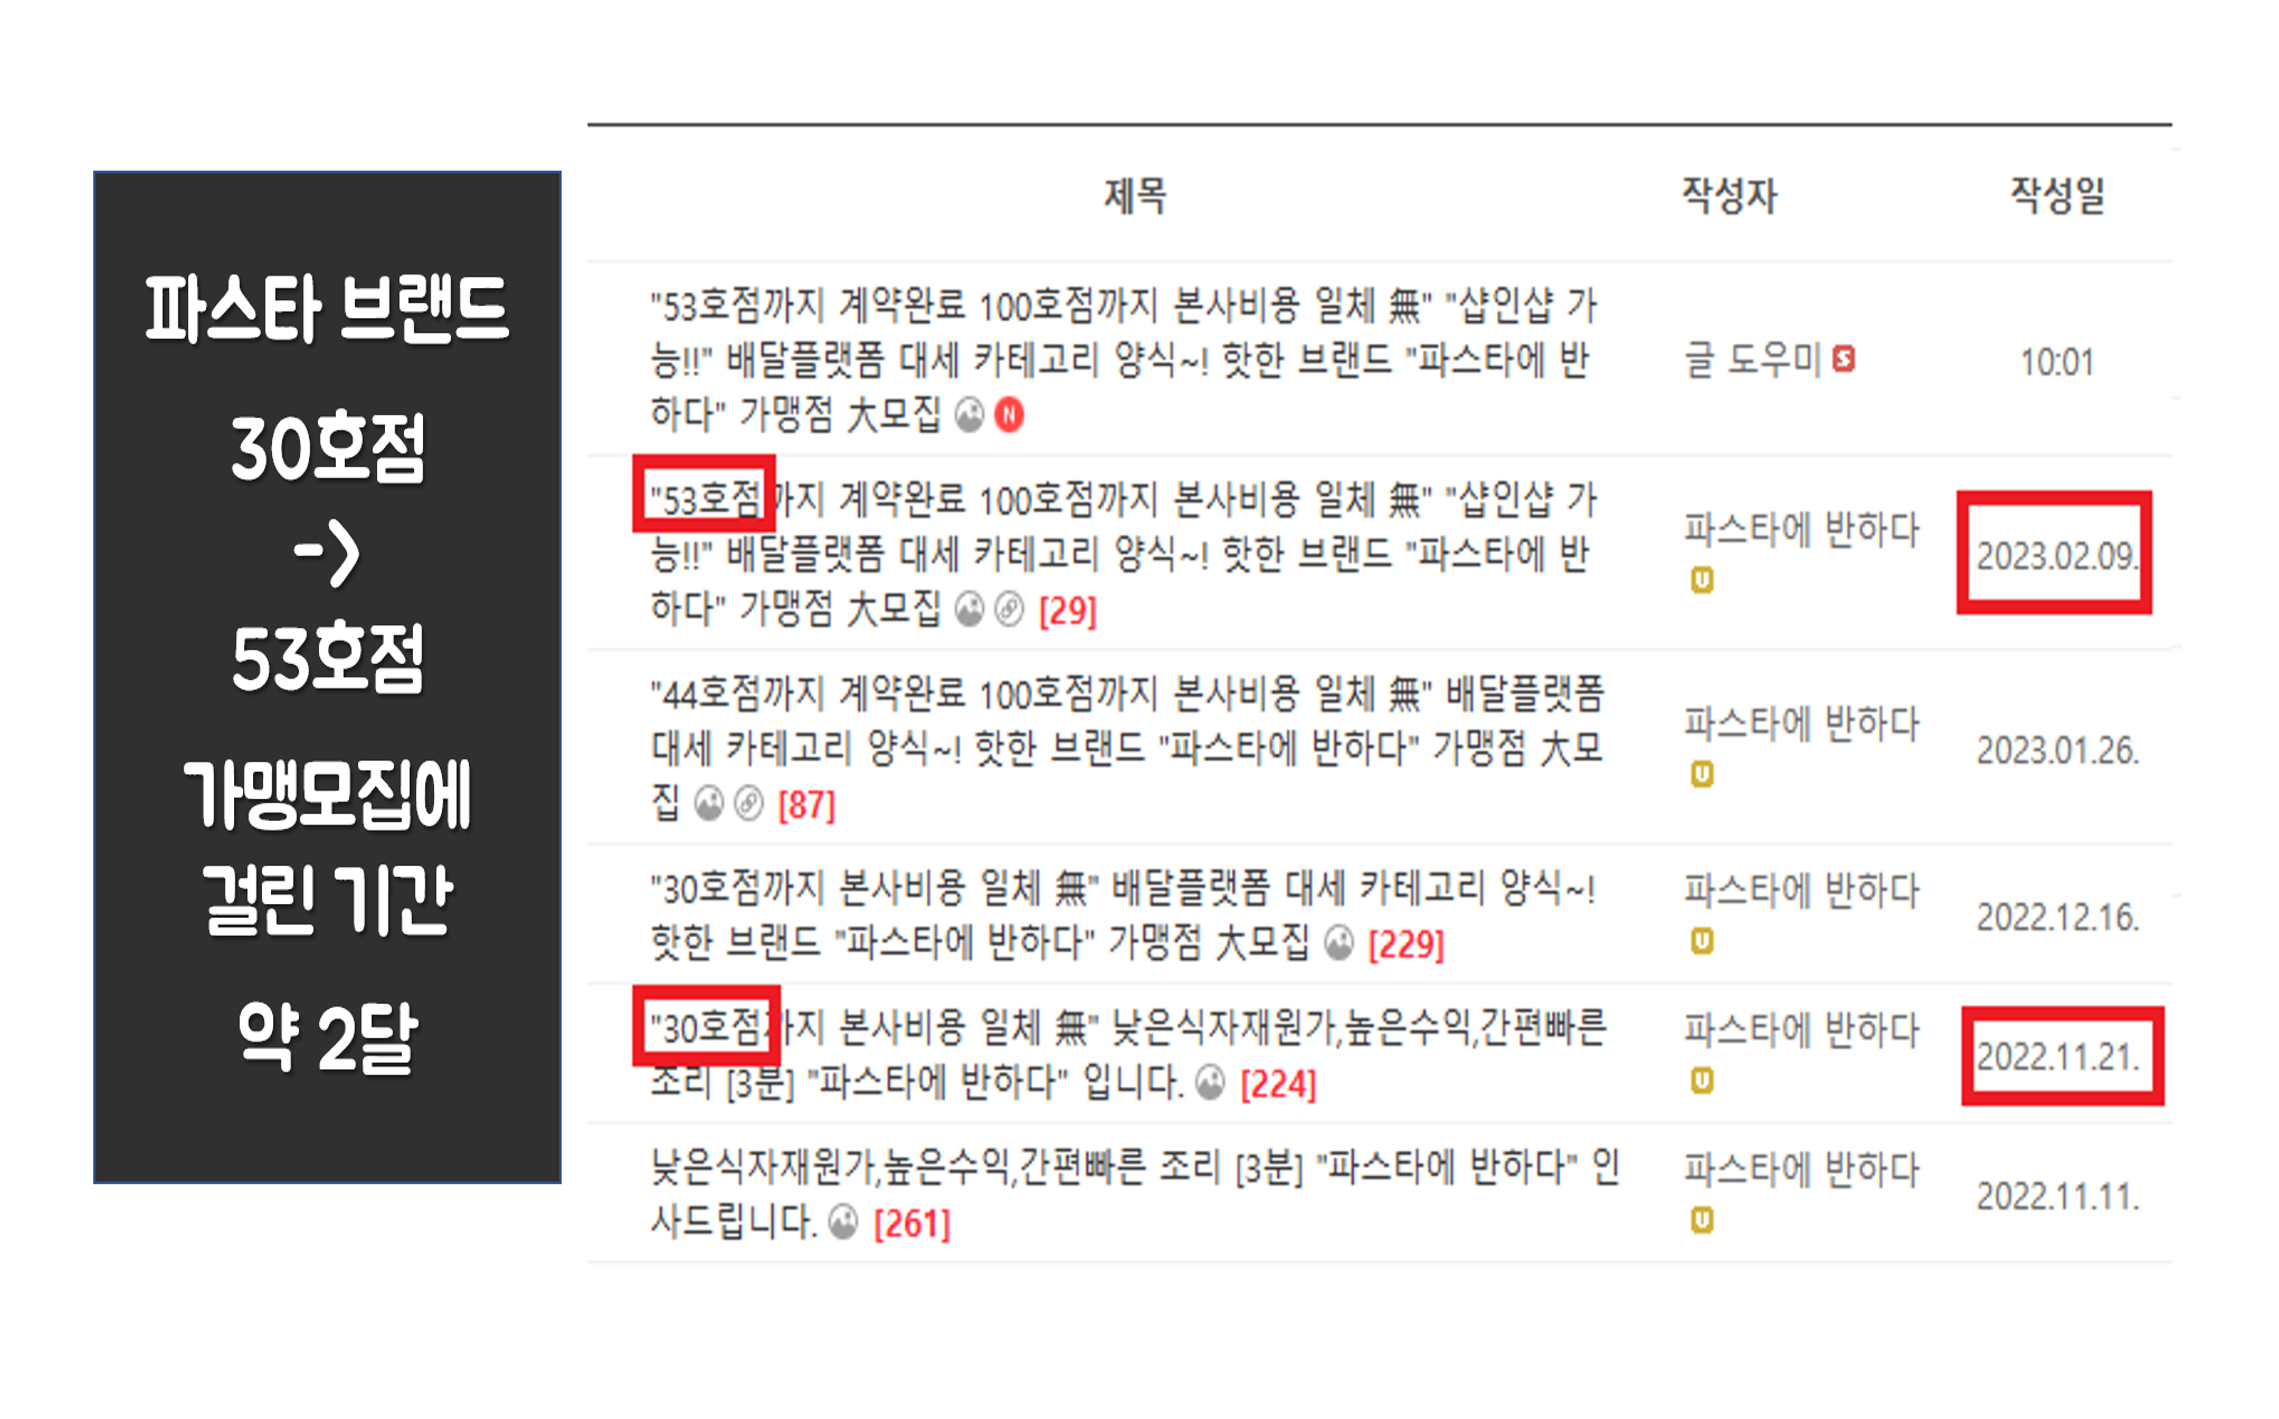 파스타 브랜드
30호점
->
53호점
가맹모집에
걸린 기간
약 2달
제목 작성자 작성일
"53호점까지 계약완료 100호점까지 본사비용 일체 無" "샵인샵 가
능!!" 배달플랫폼 대세 카테고리 양식~! 핫한 브랜드 "파스타에 반
하다" 가맹점 大모집 N
글 도우미 S
10:01
"53호점까지 계약완료 100호점까지 본사비용 일체 無" "샵인샵 가
능!!" 배달플랫폼 대세 카테고리 양식~! 핫한 브랜드 "파스타에 반
하다" 가맹점 大모집 [29]
파스타에 반하다
U
2023.02.09.
"44호점까지 계약완료 100호점까지 본사비용 일체 無" 배달플랫폼
대세 카테고리 양식~! 핫한 브랜드 "파스타에 반하다" 가맹점 大모
집 [87]
파스타에 반하다
U
2023.01.26.
"30호점까지 본사비용 일체 無" 배달플랫폼 대세 카테고리 양식~!
핫한 브랜드 "파스타에 반하다" 가맹점 大모집 [229]
파스타에 반하다
U
2022.12.16.
"30호점까지 본사비용 일체 無" 낮은식자재원가,높은수익,간편빠른
조리 [3분] "파스타에 반하다" 입니다. [224]
파스타에 반하다
U
2022.11.21.
낮은식자재원가,높은수익,간편빠른 조리 [3분] "파스타에 반하다" 인
사드립니다. [261]
파스타에 반하다
U
2022.11.11.